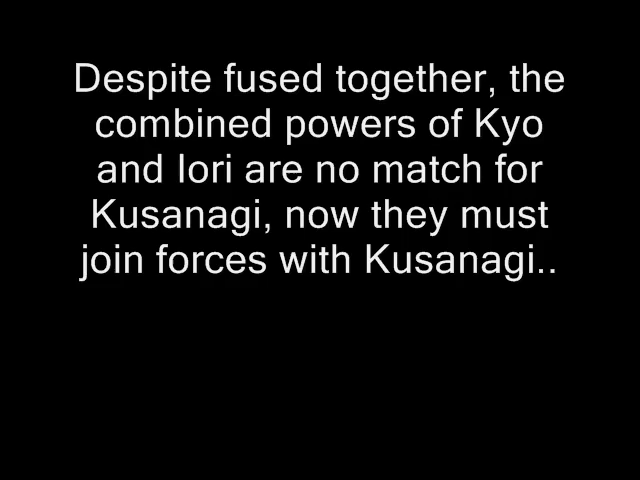 Despite fused together, the
combined powers of Kyo
and Iori are no match for
Kusanagi, now they must
join forces with Kusanagi..